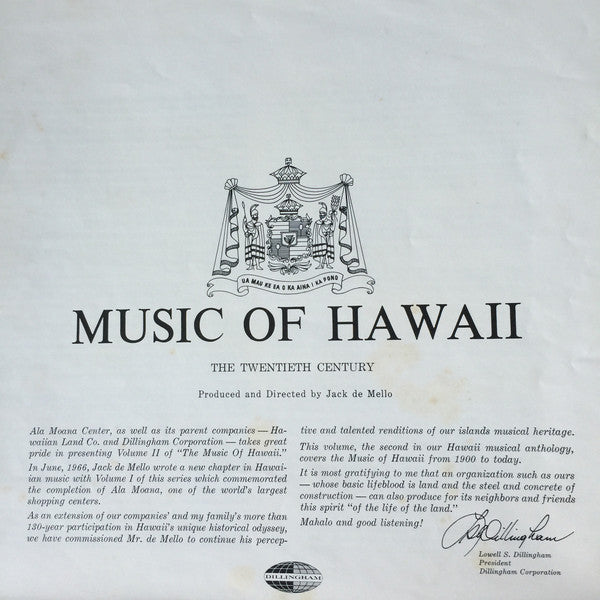 UA MAU KE EA O KA AINA I KA PONO
MUSIC OF HAWAII
THE TWENTIETH CENTURY
Produced and Directed by Jack de Mello
Ala Moana Center, as well as its parent companies — Ha-
waiian Land Co. and Dillingham Corporation — takes great
pride in presenting Volume II of "The Music Of Hawaii."
In June, 1966, Jack de Mello wrote a new chapter in Hawai-
ian music with Volume I of this series which commemorated
the completion of Ala Moana, one of the world's largest
shopping centers.
As an extension of our companies' and my family's more than
130-year participation in Hawaii's unique historical odyssey,
we have commissioned Mr. de Mello to continue his percep-
tive and talented renditions of our islands musical heritage.
This volume, the second in our Hawaii musical anthology,
covers the Music of Hawaii from 1900 to today.
It is most gratifying to me that an organization such as ours
— whose basic lifeblood is land and the steel and concrete of
construction — can also produce for its neighbors and friends
this spirit "of the life of the land."
Mahalo and good listening!
Lowell S. Dillingham
President
Dillingham Corporation
DILLINGHAM